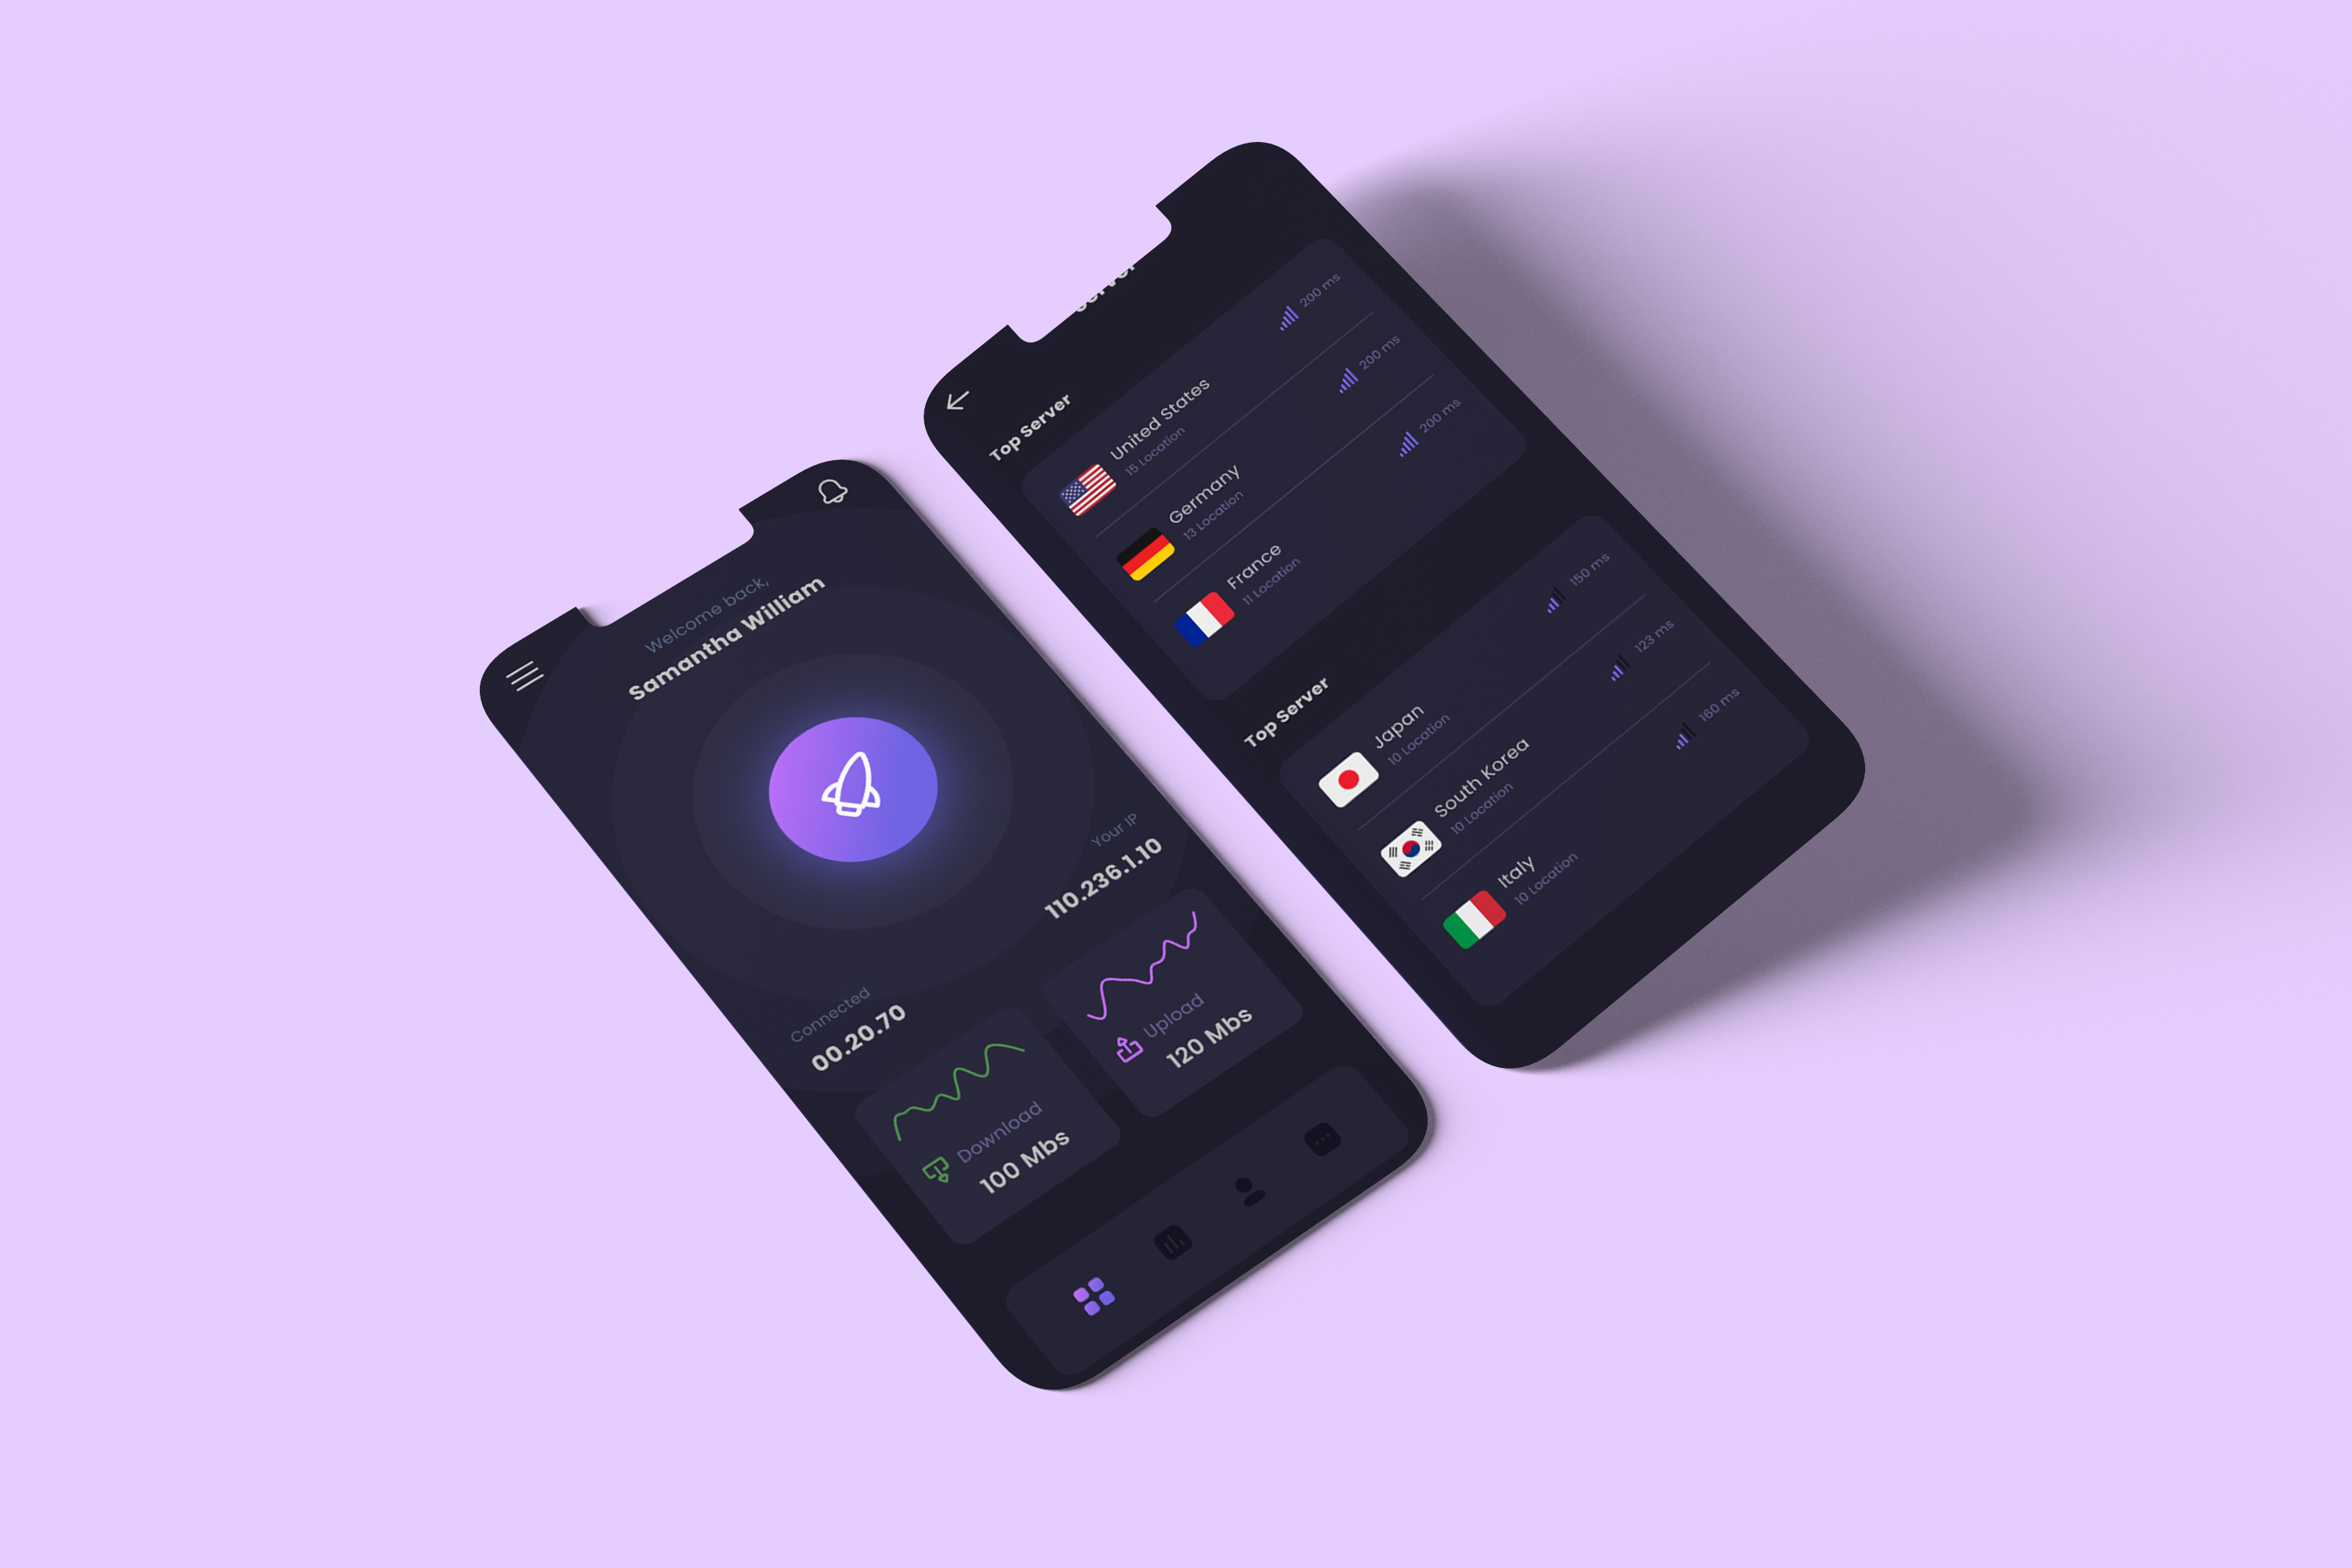 Welcome back,
Samantha William
Connected
00.20.70
Your IP
110.236.1.10
Download
100 Mbs
Upload
120 Mbs
Top Server
United States
15 Location
200 ms
Germany
13 Location
200 ms
France
11 Location
200 ms
Top Server
Japan
10 Location
150 ms
South Korea
10 Location
123 ms
Italy
10 Location
160 ms